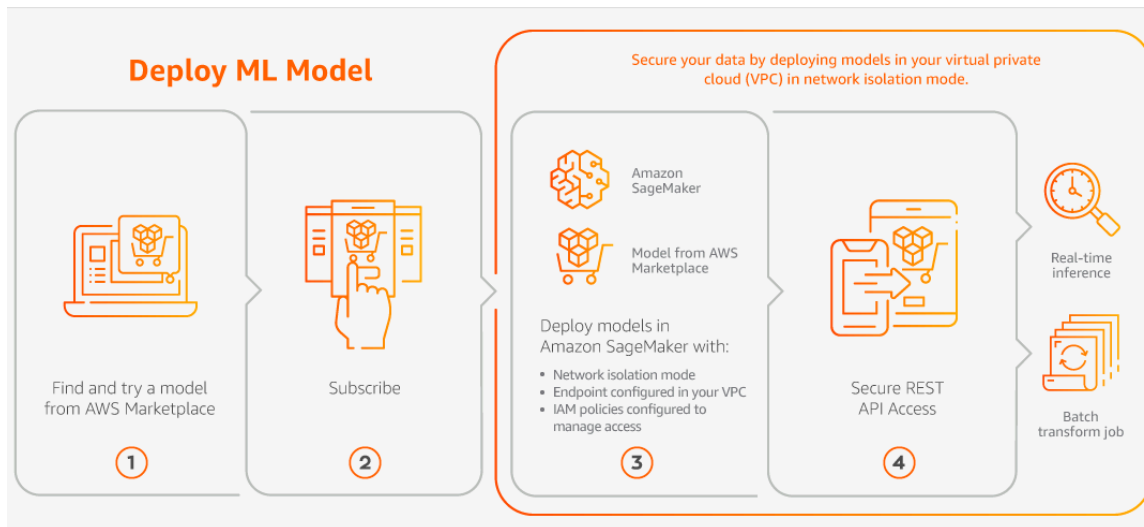 Deploy ML Model
Secure your data by deploying models in your virtual private
cloud (VPC) in network isolation mode.
Find and try a model
from AWS Marketplace
1
Subscribe
2
Amazon
SageMaker
Model from AWS
Marketplace
Deploy models in
Amazon SageMaker with:
• Network isolation mode
• Endpoint configured in your VPC
• IAM policies configured to
manage access
3
Secure REST
API Access
4
Real-time
inference
Batch
transform job